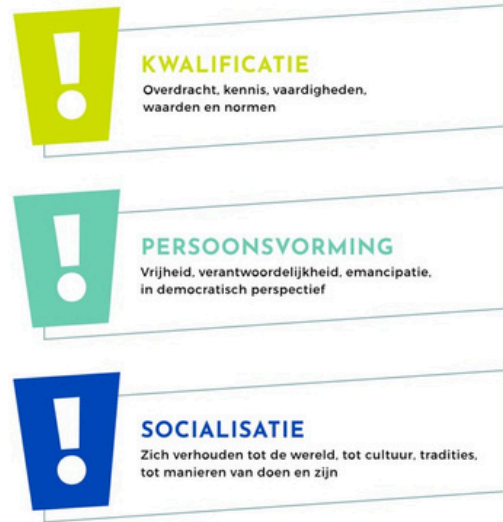 KWALIFICATIE
Overdracht, kennis, vaardigheden,
waarden en normen
PERSOONSVORMING
Vrijheid, verantwoordelijkheid, emancipatie,
in democratisch perspectief
SOCIALISATIE
Zich verhouden tot de wereld, tot cultuur, tradities,
tot manieren van doen en zijn